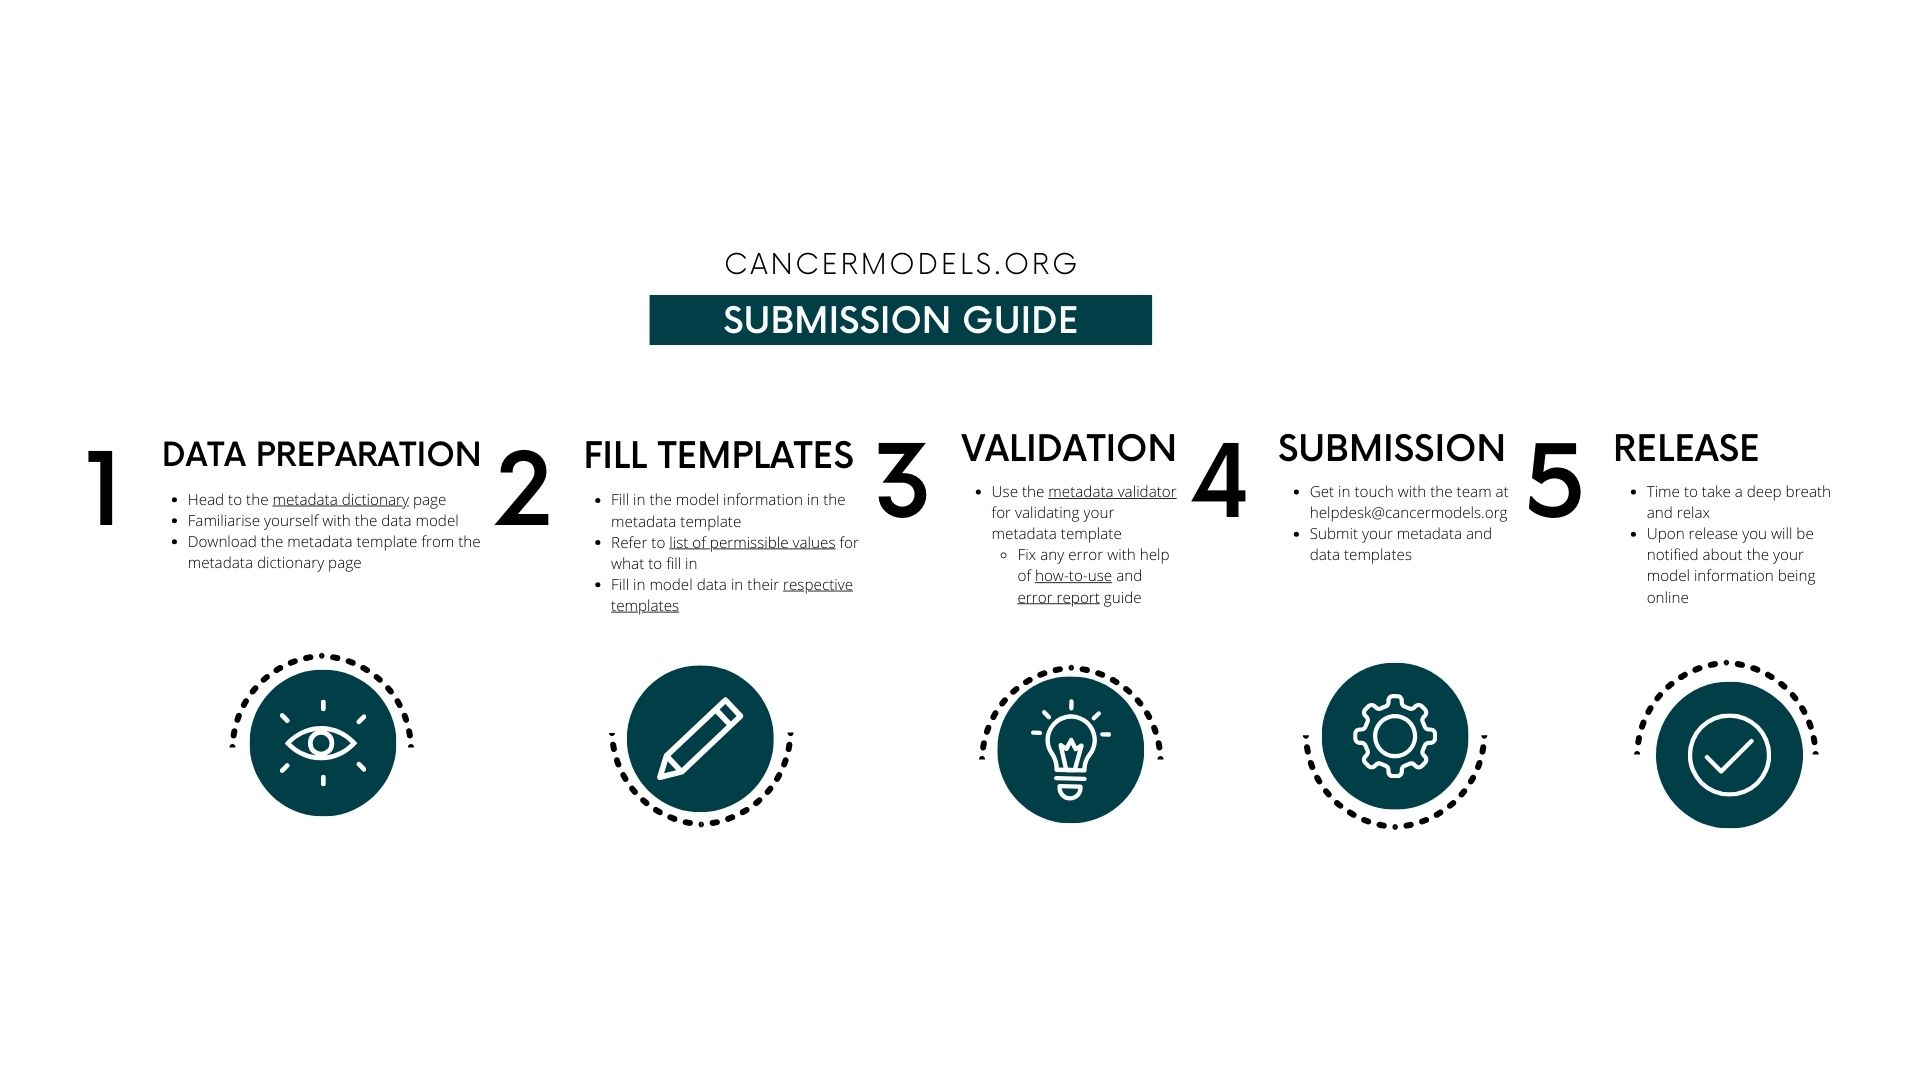 CANCERMODELS.ORG
SUBMISSION GUIDE
1
DATA PREPARATION
• Head to the metadata dictionary page
• Familiarise yourself with the data model
• Download the metadata template from the
metadata dictionary page
2
FILL TEMPLATES
• Fill in the model information in the
metadata template
• Refer to list of permissible values for
what to fill in
• Fill in model data in their respective
templates
3
VALIDATION
• Use the metadata validator
for validating your
metadata template
◦ Fix any error with help
of how-to-use and
error report guide
4
SUBMISSION
• Get in touch with the team at
helpdesk@cancermodels.org
• Submit your metadata and
data templates
5
RELEASE
• Time to take a deep breath
and relax
• Upon release you will be
notified about the your
model information being
online